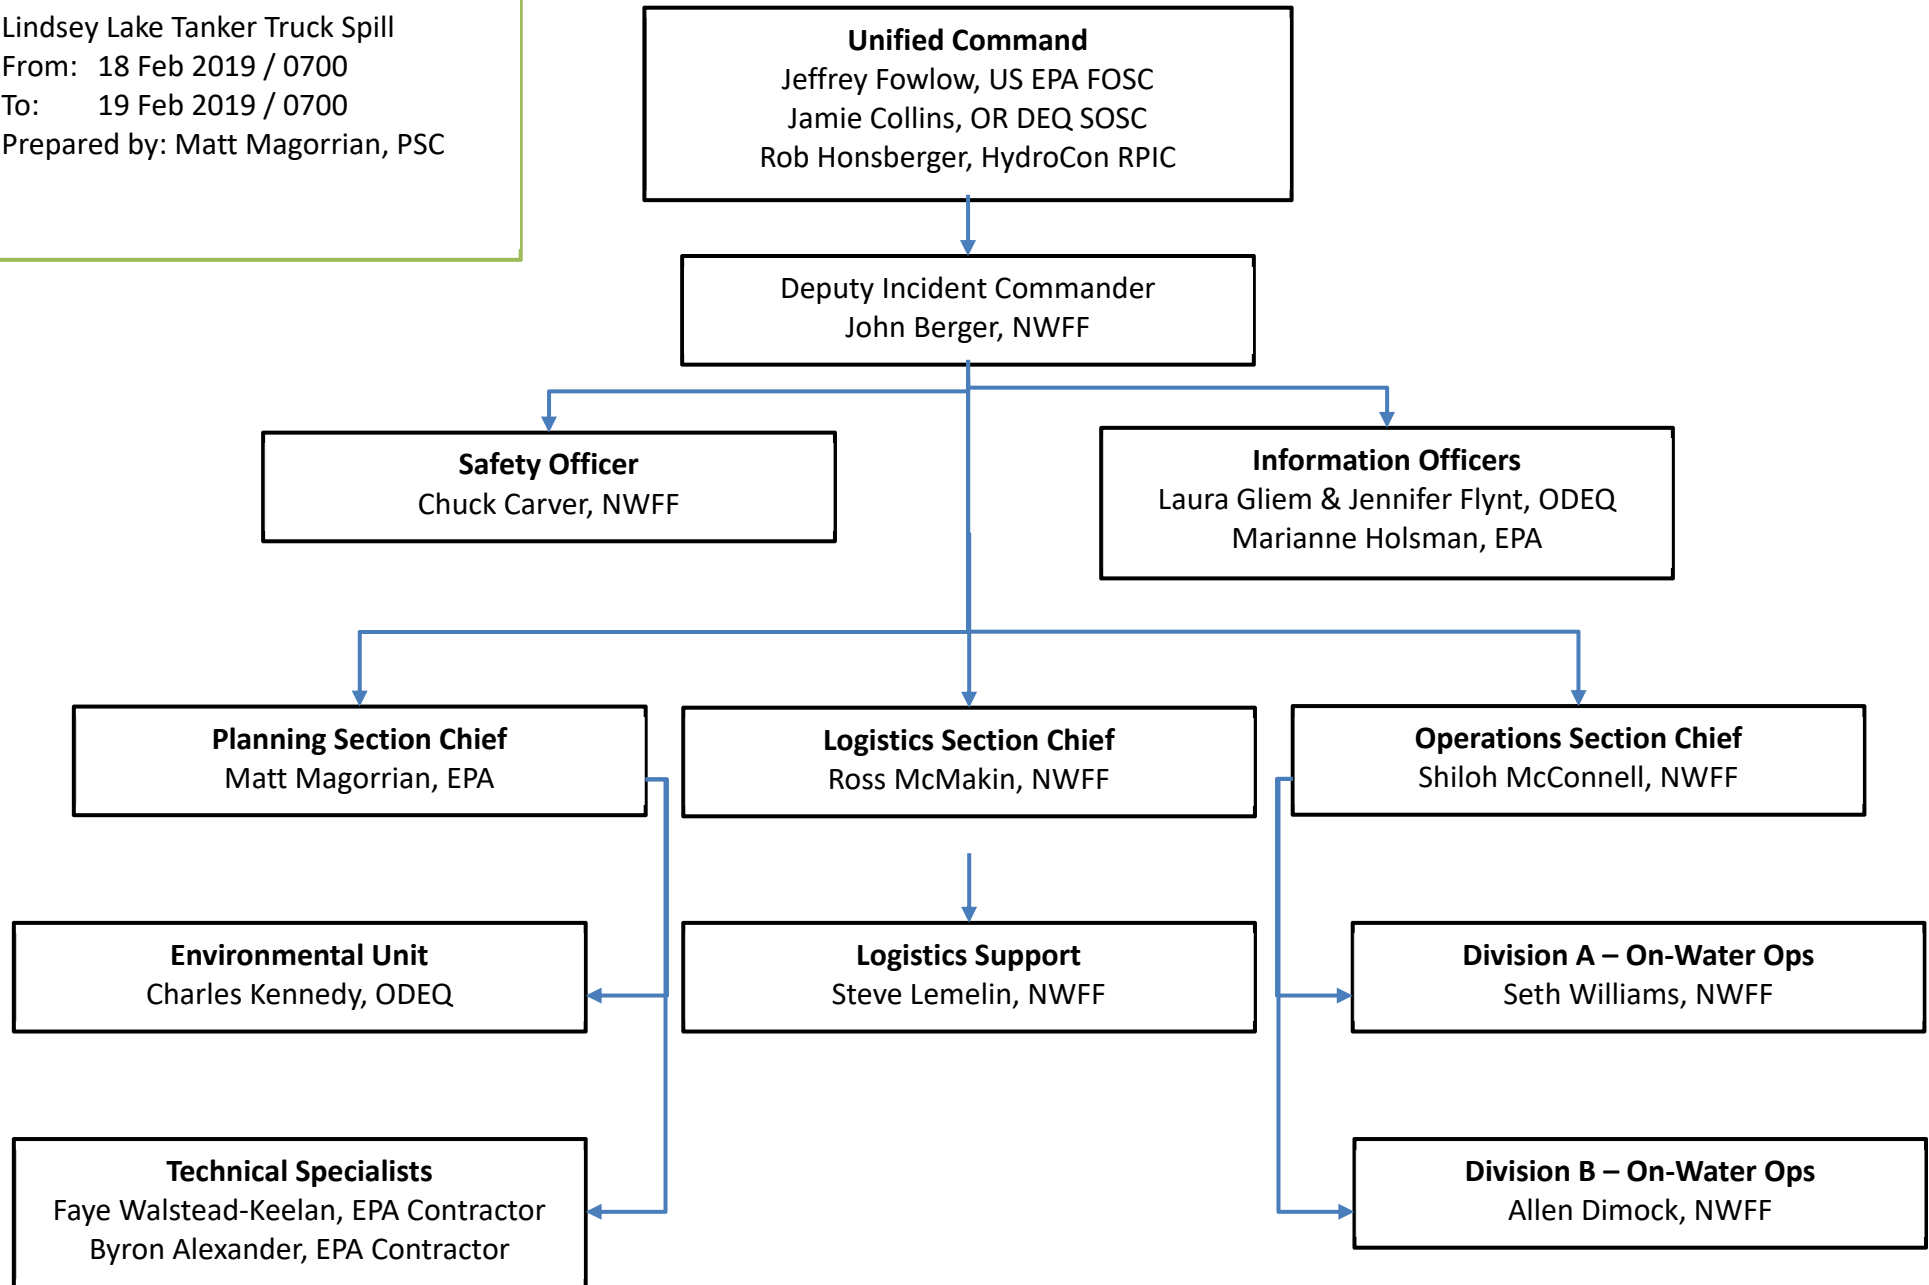 Lindsey Lake Tanker Truck Spill
From: 18 Feb 2019 / 0700
To: 19 Feb 2019 / 0700
Prepared by: Matt Magorrian, PSC
Unified Command
Jeffrey Fowlow, US EPA FOSC
Jamie Collins, OR DEQ SOSC
Rob Honsberger, HydroCon RPIC
Deputy Incident Commander
John Berger, NWFF
Safety Officer
Chuck Carver, NWFF
Information Officers
Laura Gliem & Jennifer Flynt, ODEQ
Marianne Holsman, EPA
Planning Section Chief
Matt Magorrian, EPA
Logistics Section Chief
Ross McMakin, NWFF
Operations Section Chief
Shiloh McConnell, NWFF
Environmental Unit
Charles Kennedy, ODEQ
Logistics Support
Steve Lemelin, NWFF
Division A – On-Water Ops
Seth Williams, NWFF
Technical Specialists
Faye Walstead-Keelan, EPA Contractor
Byron Alexander, EPA Contractor
Division B – On-Water Ops
Allen Dimock, NWFF